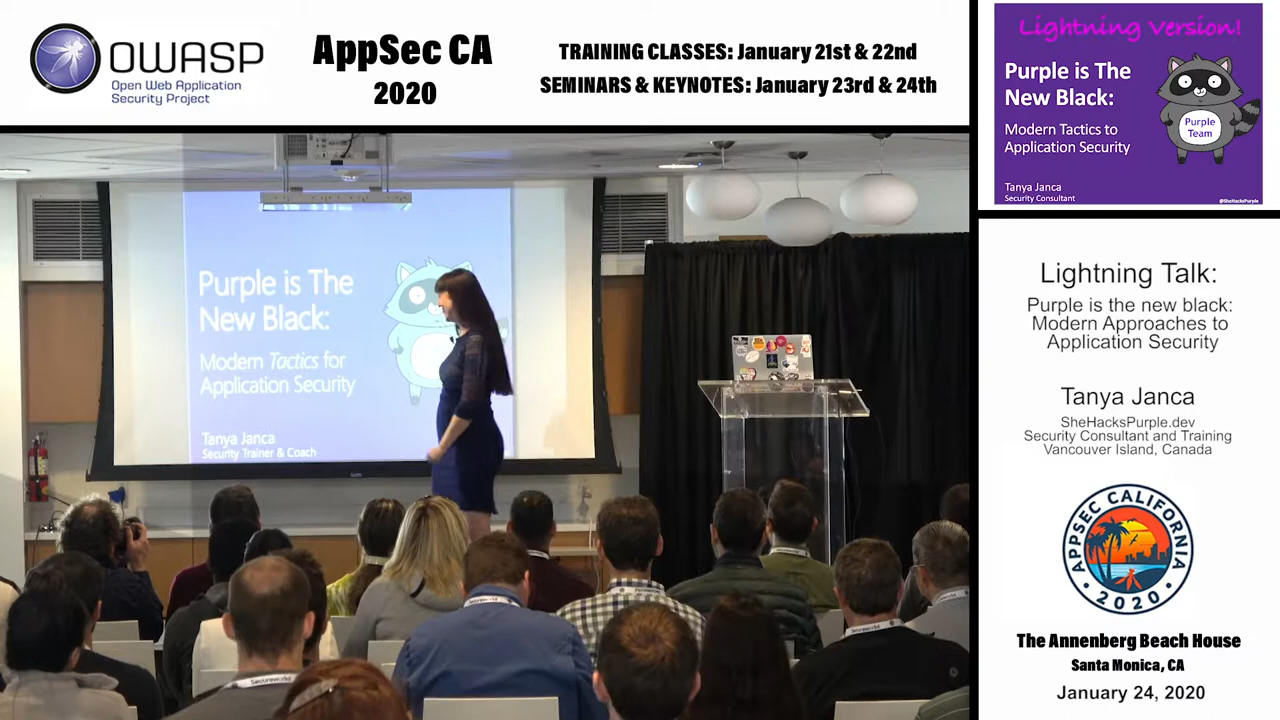 OWASP
Open Web Application
Security Project
AppSec CA
2020
TRAINING CLASSES: January 21st & 22nd
SEMINARS & KEYNOTES: January 23rd & 24th
Lightning Version!
Purple is The
New Black:
Modern Tactics to
Application Security
Purple
Team
Tanya Janca
Security Consultant
@SheHacksPurple
Purple is The
New Black:
Modern Tactics for
Application Security
Tanya Janca
Security Trainer & Coach
Lightning Talk:
Purple is the new black:
Modern Approaches to
Application Security
Tanya Janca
SheHacksPurple.dev
Security Consultant and Training
Vancouver Island, Canada
APPSEC CALIFORNIA
2020
The Annenberg Beach House
Santa Monica, CA
January 24, 2020
Secureworld